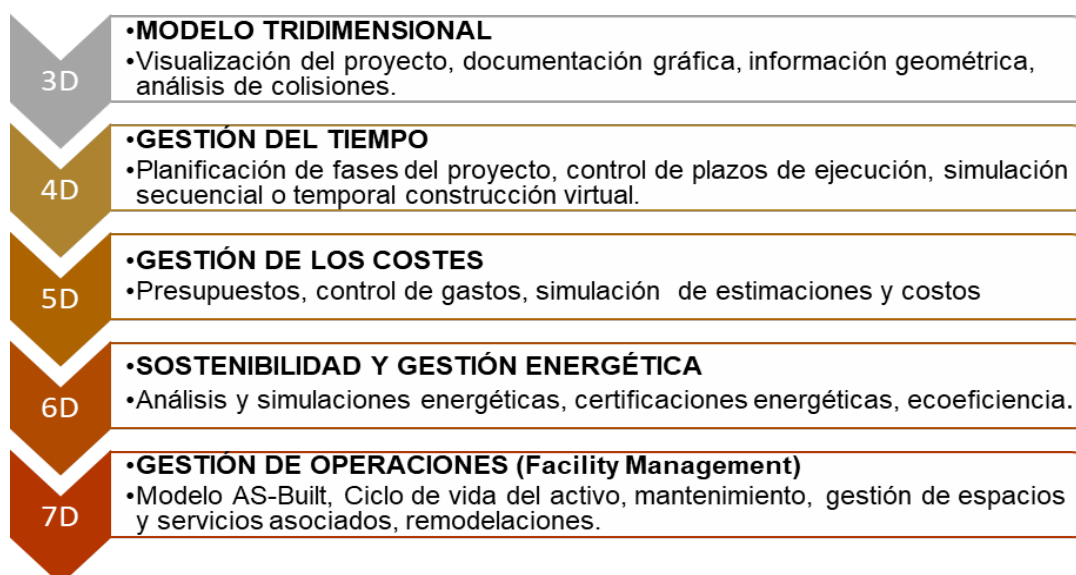 3D
•MODELO TRIDIMENSIONAL
•Visualización del proyecto, documentación gráfica, información geométrica,
análisis de colisiones.
4D
•GESTIÓN DEL TIEMPO
•Planificación de fases del proyecto, control de plazos de ejecución, simulación
secuencial o temporal construcción virtual.
5D
•GESTIÓN DE LOS COSTES
•Presupuestos, control de gastos, simulación de estimaciones y costos
6D
•SOSTENIBILIDAD Y GESTIÓN ENERGÉTICA
•Análisis y simulaciones energéticas, certificaciones energéticas, ecoeficiencia.
7D
•GESTIÓN DE OPERACIONES (Facility Management)
•Modelo AS-Built, Ciclo de vida del activo, mantenimiento, gestión de espacios
y servicios asociados, remodelaciones.